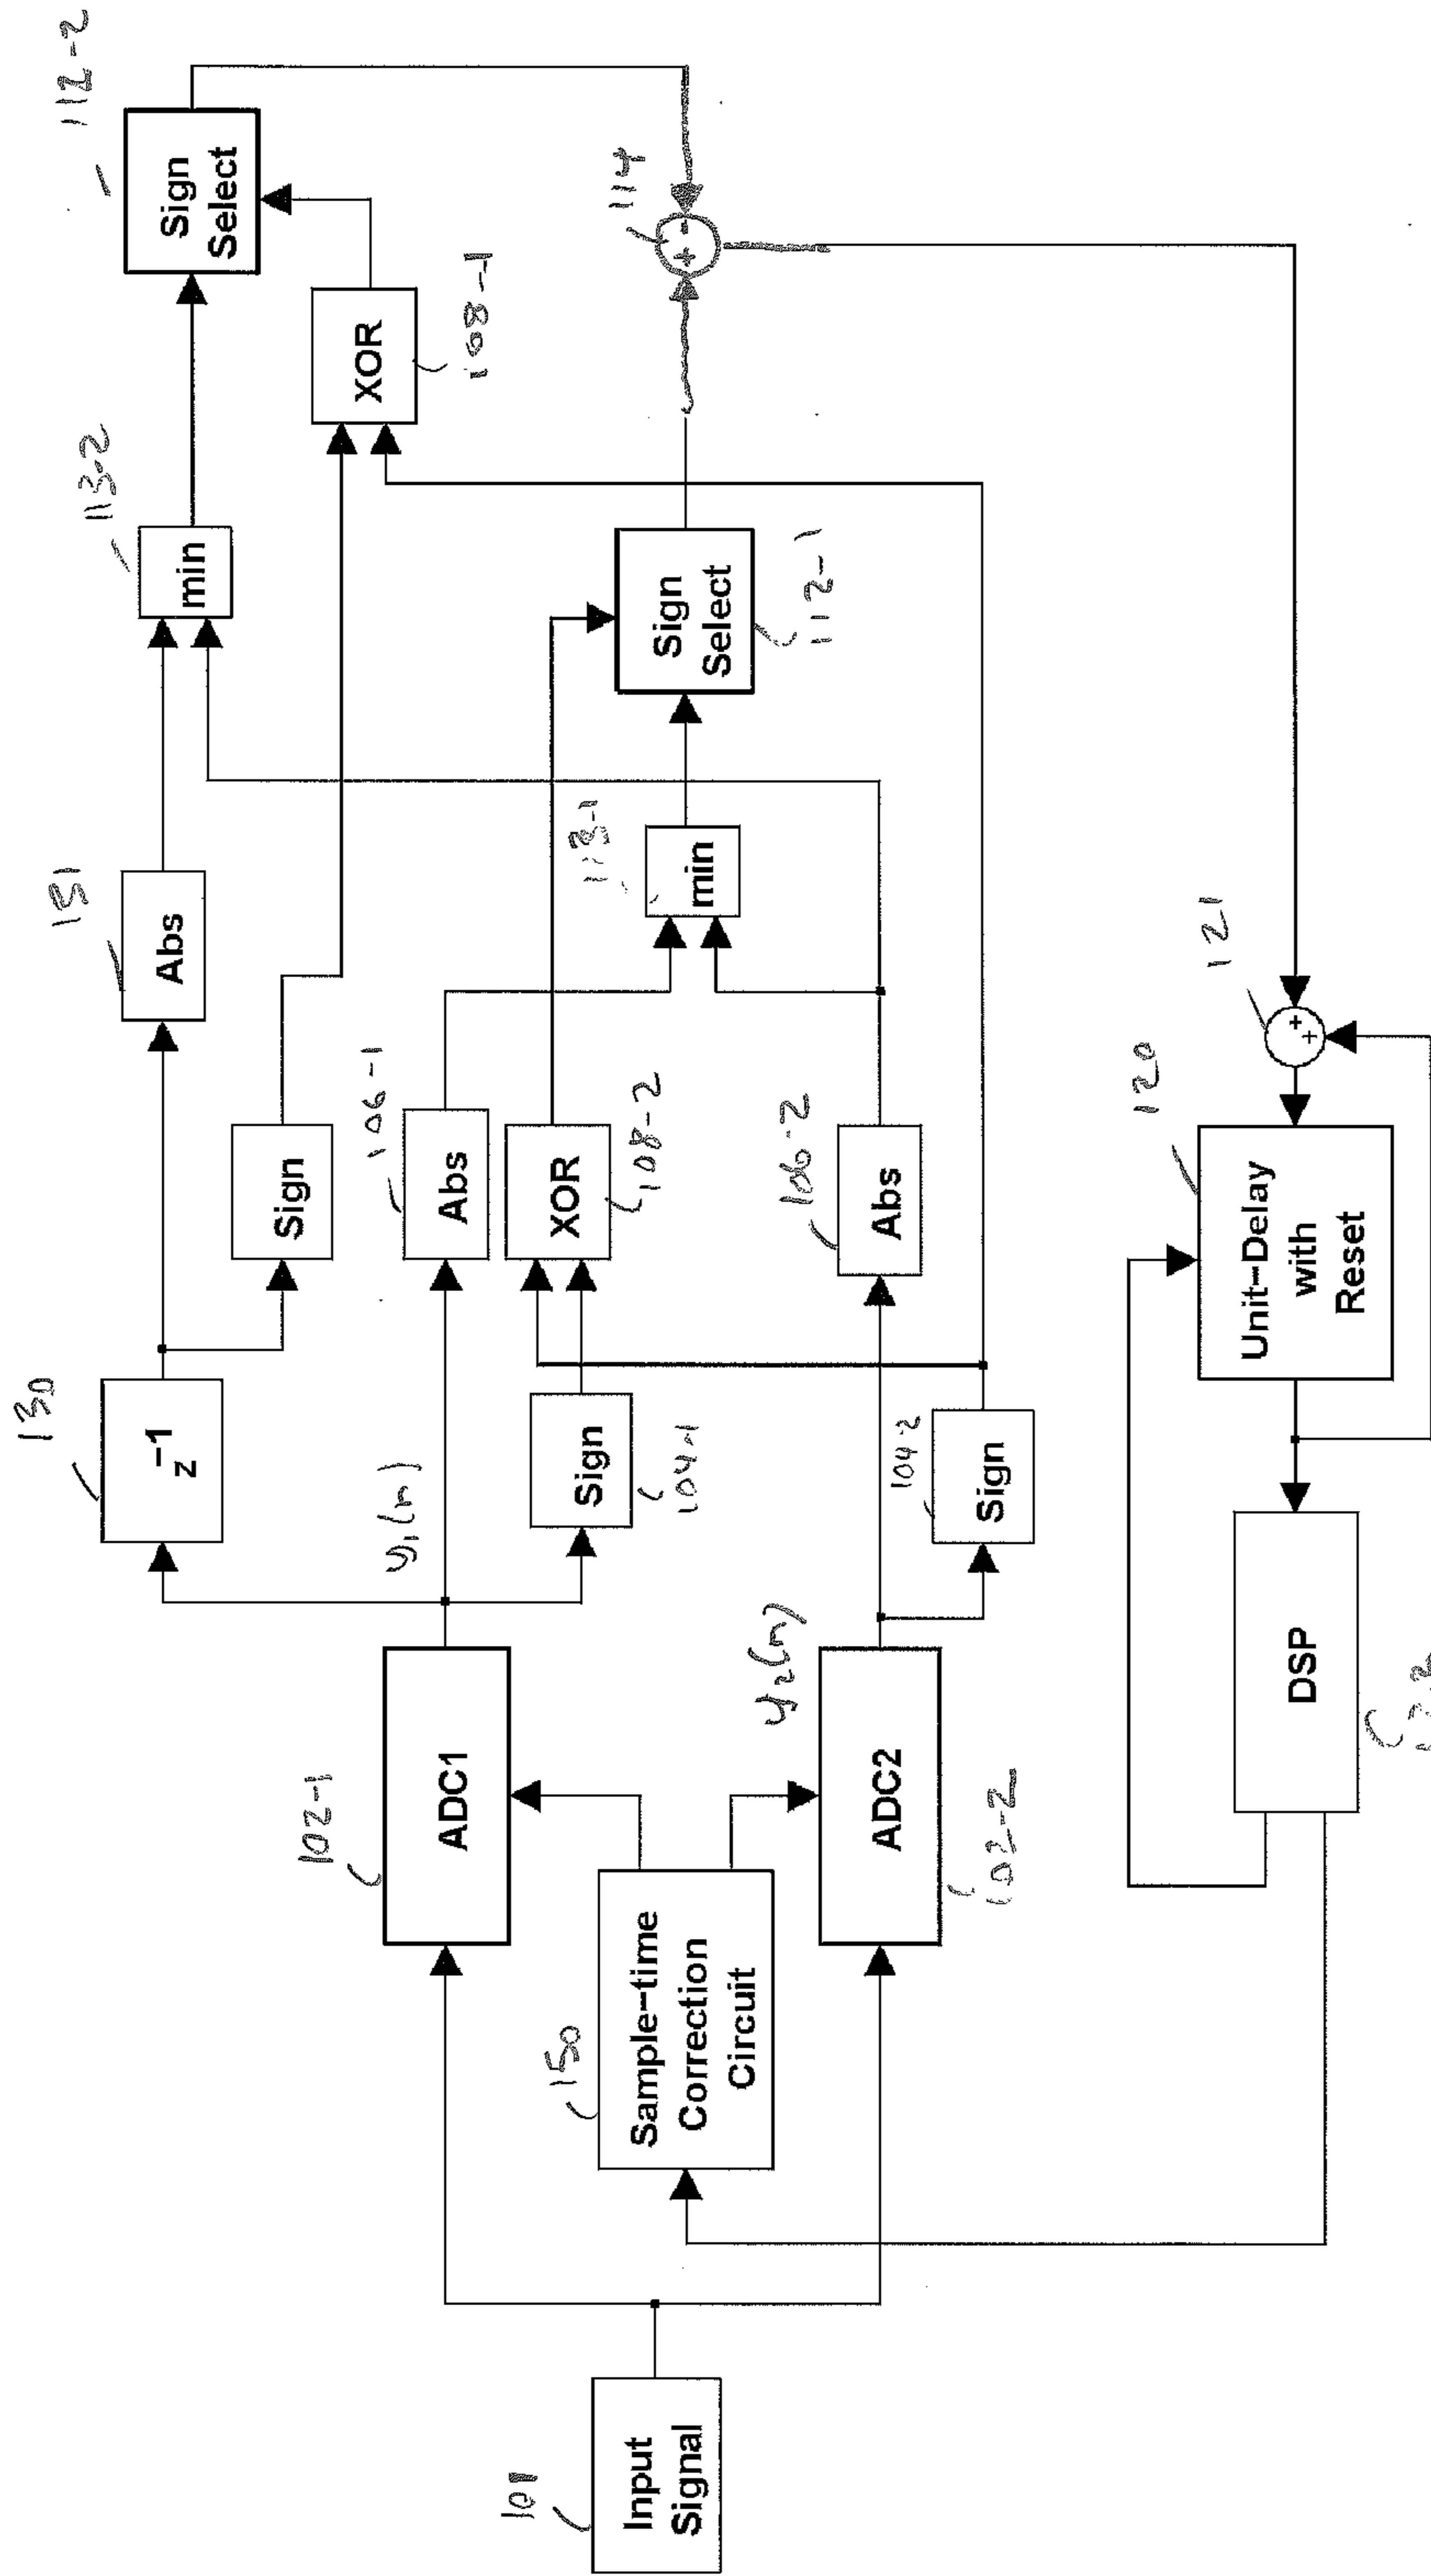 101
Input
Signal
150
Sample-time
Correction
Circuit
102-1
ADC1
ADC2
102-2
y₁(n)
y₂(n)
130
z⁻¹
Sign
104-1
104-2
Sign
Sign
106-1
Abs
XOR
108-2
106-2
Abs
151
Abs
113-1
min
113-2
min
Sign
Select
112-1
XOR
108-1
112-2
Sign
Select
114
+
-
121
+
+
120
Unit-Delay
with
Reset
DSP